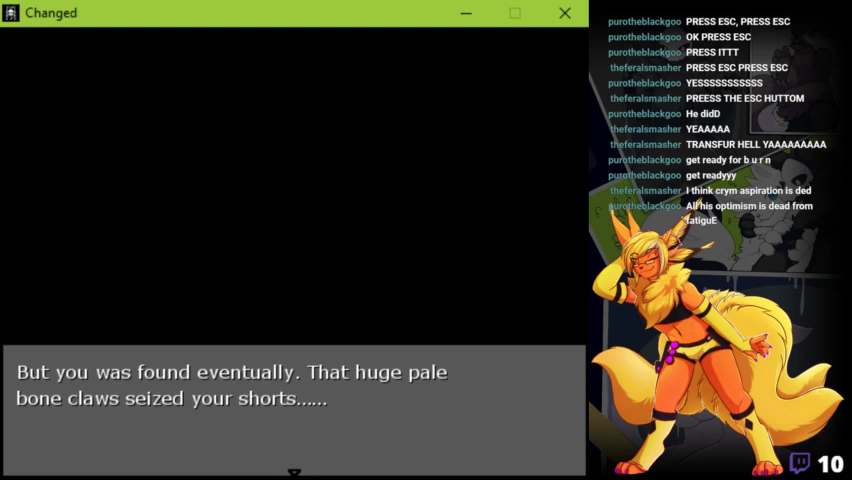 Changed
But you was found eventually. That huge pale
bone claws seized your shorts......
purotheblackgoo PRESS ESC, PRESS ESC
purotheblackgoo OK PRESS ESC
purotheblackgoo PRESS ITTT
theferalsmasher PRESS ESC PRESS ESC
purotheblackgoo YESSSSSSSSSSS
theferalsmasher PREESS THE ESC HUTTOM
purotheblackgoo He didD
theferalsmasher YEAAAAA
theferalsmasher TRANSFUR HELL YAAAAAAAAA
purotheblackgoo get ready for b u r n
purotheblackgoo get readyyy
theferalsmasher I think crym aspiration is ded
purotheblackgoo All his optimism is dead from
fatiguE
10